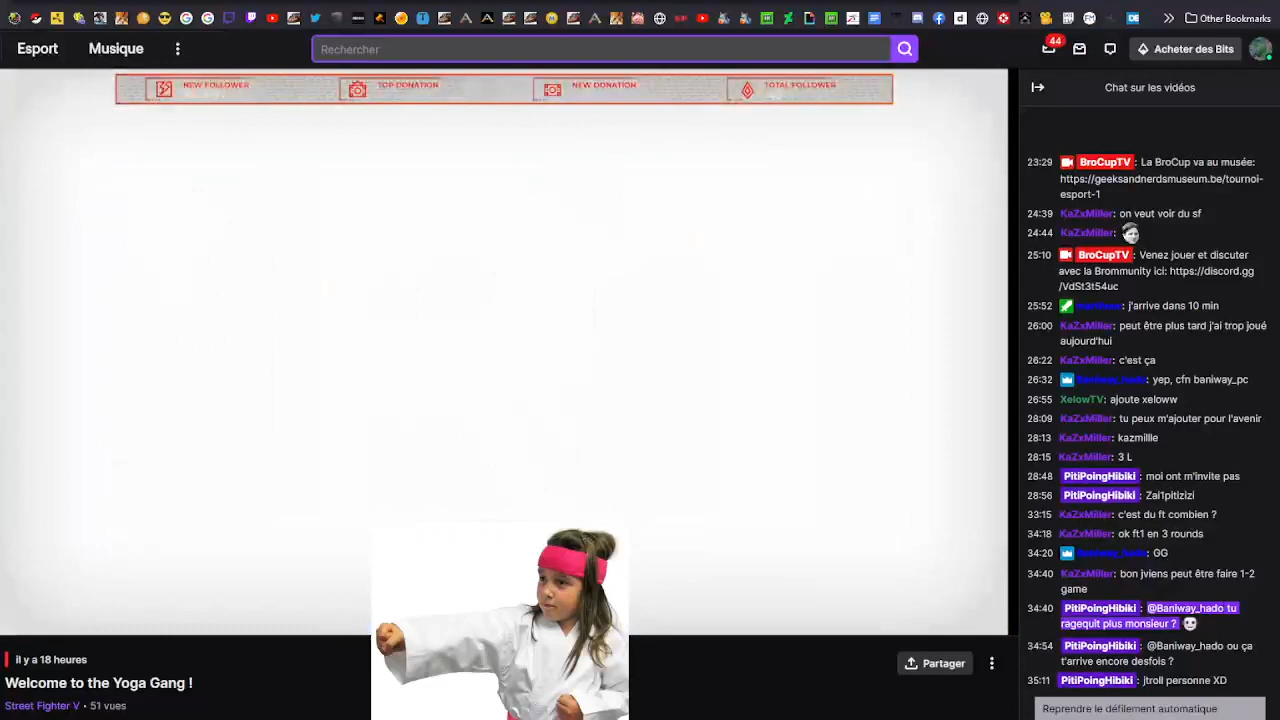 Other Bookmarks
Esport
Musique
Rechercher
44
Acheter des Bits
NEW FOLLOWER
TOP DONATION
NEW DONATION
TOTAL FOLLOWER
Chat sur les vidéos
23:29 BroCupTV: La BroCup va au musée:
https://geeksandnerdsmuseum.be/tournoi-
esport-1
24:39 KaZxMiller: on veut voir du sf
24:44 KaZxMiller:
25:10 BroCupTV: Venez jouer et discuter
avec la Brommunity ici: https://discord.gg
/VdSt3t54uc
25:52 : j'arrive dans 10 min
26:00 KaZxMiller: peut être plus tard j'ai trop joué
aujourd'hui
26:22 KaZxMiller: c'est ça
26:32 Baniway_hado: yep, cfn baniway_pc
26:55 XelowTV: ajoute xeloww
28:09 KaZxMiller: tu peux m'ajouter pour l'avenir
28:13 KaZxMiller: kazmillle
28:15 KaZxMiller: 3 L
28:48 PitiPoingHibiki: moi ont m'invite pas
28:56 PitiPoingHibiki: Zai1pitizizi
33:15 KaZxMiller: c'est du ft combien ?
34:18 KaZxMiller: ok ft1 en 3 rounds
34:20 Baniway_hado: GG
34:40 KaZxMiller: bon jviens peut être faire 1-2
game
34:40 PitiPoingHibiki: @Baniway_hado tu
ragequit plus monsieur ?
34:54 PitiPoingHibiki: @Baniway_hado ou ça
t'arrive encore desfois ?
35:11 PitiPoingHibiki: jtroll personne XD
Reprendre le défilement automatique
il y a 18 heures
Partager
Welcome to the Yoga Gang !
Street Fighter V • 51 vues